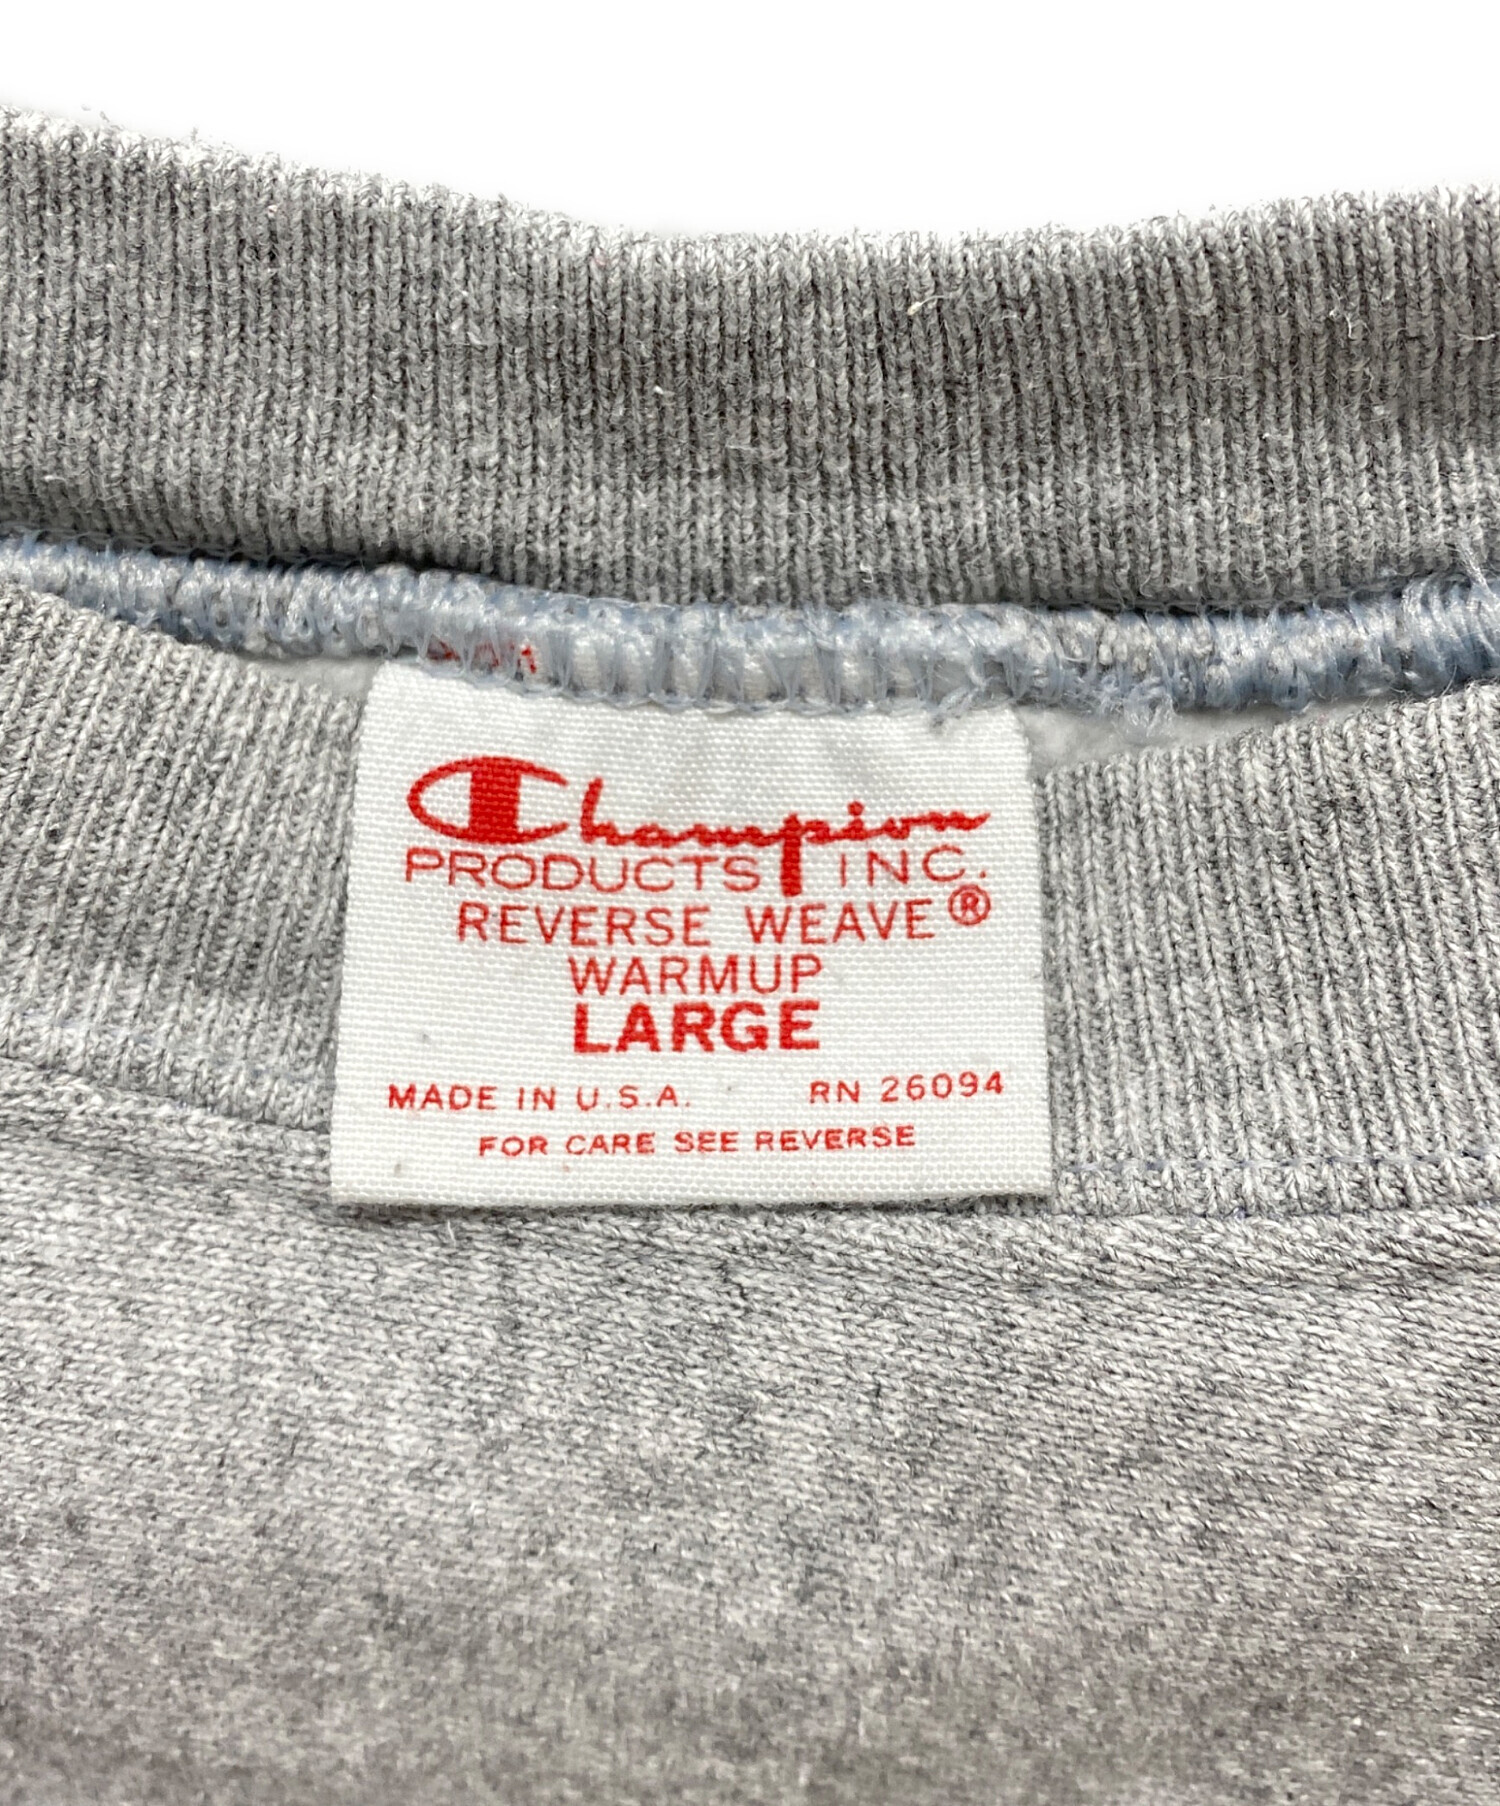 Champion
PRODUCTS INC.
REVERSE WEAVE®
WARMUP
LARGE
MADE IN U.S.A. RN 26094
FOR CARE SEE REVERSE